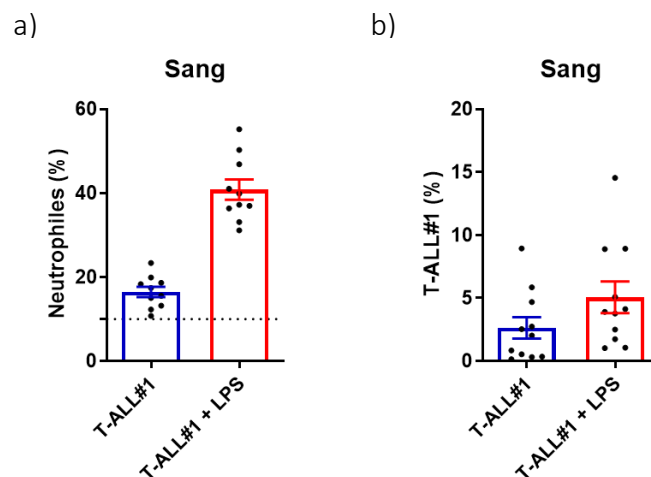 a)
Sang
Neutrophiles (%)
60
40
20
0
T-ALL#1
T-ALL#1 + LPS
b)
Sang
T-ALL#1 (%)
20
15
10
5
0
T-ALL#1
T-ALL#1 + LPS